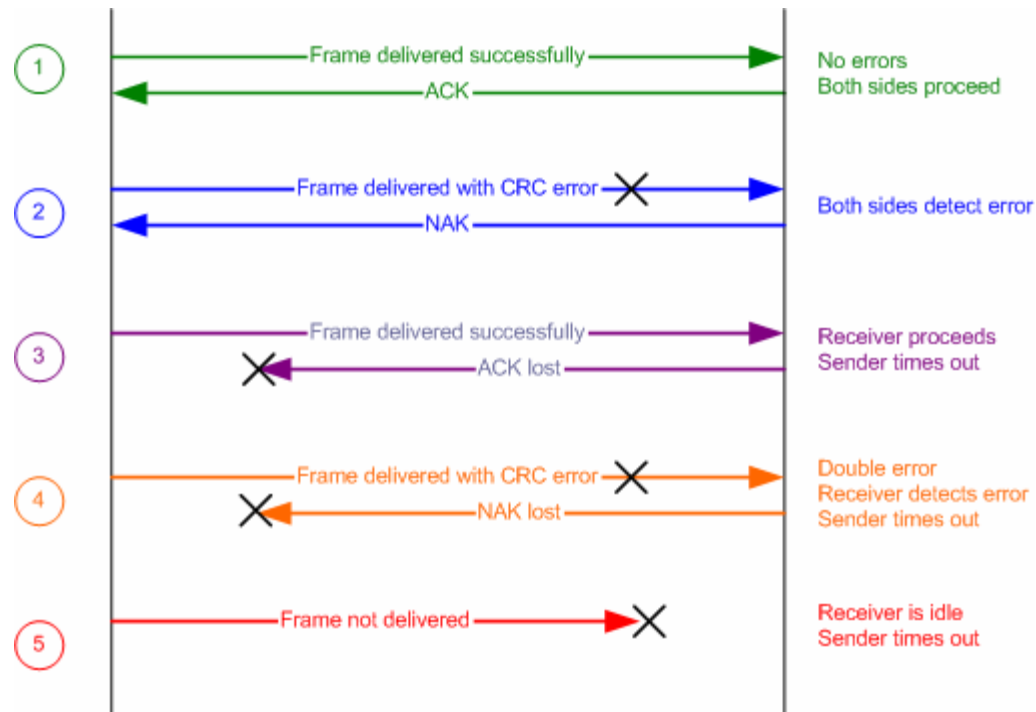 1
Frame delivered successfully
ACK
No errors
Both sides proceed
2
Frame delivered with CRC error
NAK
Both sides detect error
3
Frame delivered successfully
ACK lost
Receiver proceeds
Sender times out
4
Frame delivered with CRC error
NAK lost
Double error
Receiver detects error
Sender times out
5
Frame not delivered
Receiver is idle
Sender times out